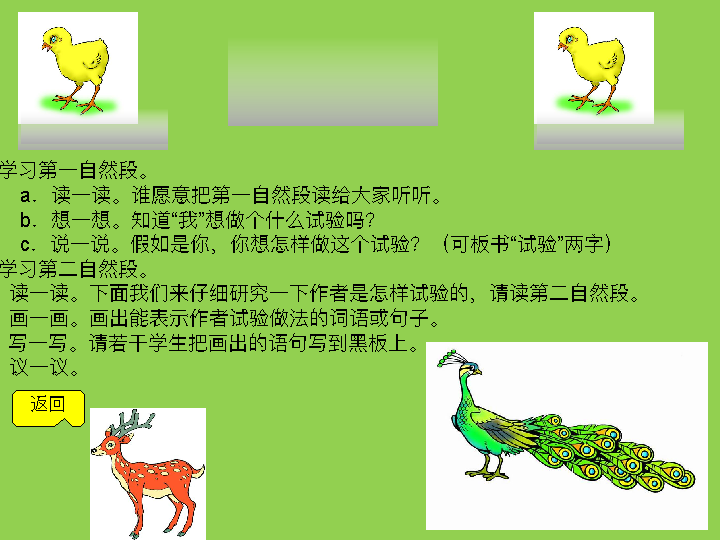 学习第一自然段。
a．读一读。谁愿意把第一自然段读给大家听听。
b．想一想。知道“我”想做个什么试验吗？
c．说一说。假如是你，你想怎样做这个试验？（可板书“试验”两字）
学习第二自然段。
读一读。下面我们来仔细研究一下作者是怎样试验的，请读第二自然段。
画一画。画出能表示作者试验做法的词语或句子。
写一写。请若干学生把画出的语句写到黑板上。
议一议。
返回